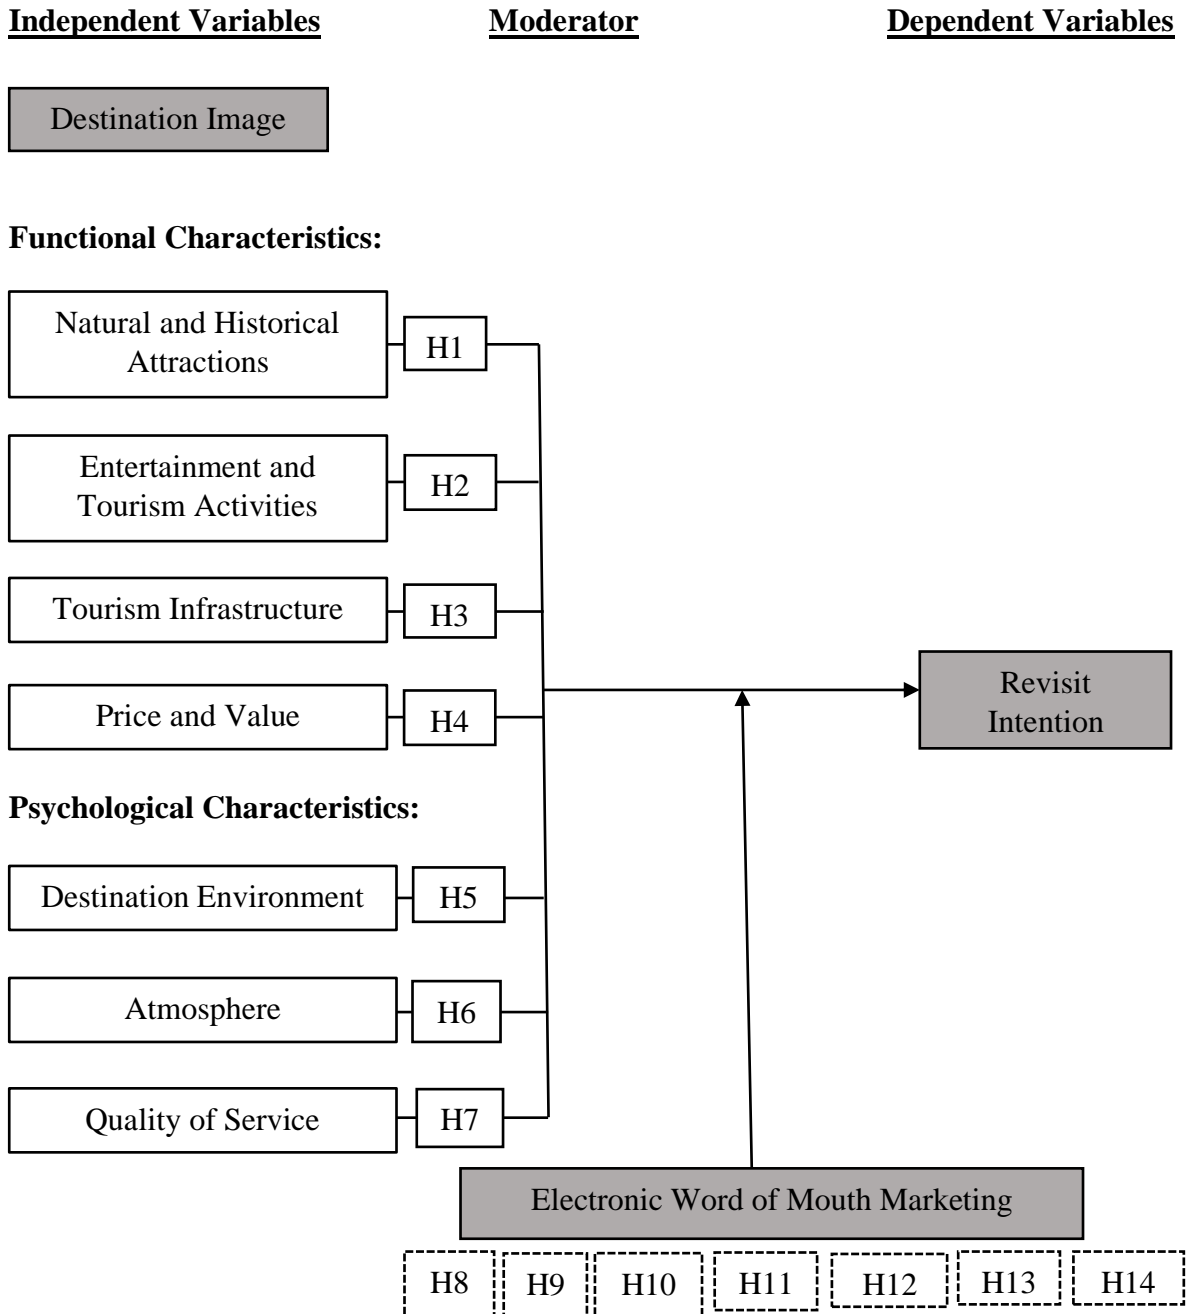 Independent Variables
Moderator
Dependent Variables
Destination Image
Functional Characteristics:
Natural and Historical
Attractions
H1
Entertainment and
Tourism Activities
H2
Tourism Infrastructure
H3
Price and Value
H4
Revisit
Intention
Psychological Characteristics:
Destination Environment
H5
Atmosphere
H6
Quality of Service
H7
Electronic Word of Mouth Marketing
H8
H9
H10
H11
H12
H13
H14